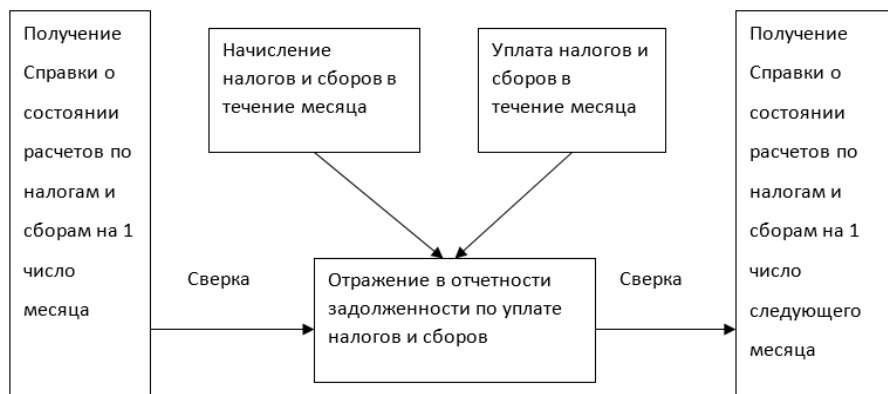 Получение
Справки о
состоянии
расчетов по
налогам и
сборам на 1
число
месяца
Начисление
налогов и сборов в
течение месяца
Уплата налогов и
сборов в
течение месяца
Сверка
Отражение в отчетности
задолженности по уплате
налогов и сборов
Сверка
Получение
Справки о
состоянии
расчетов по
налогам и
сборам на 1
число
следующего
месяца